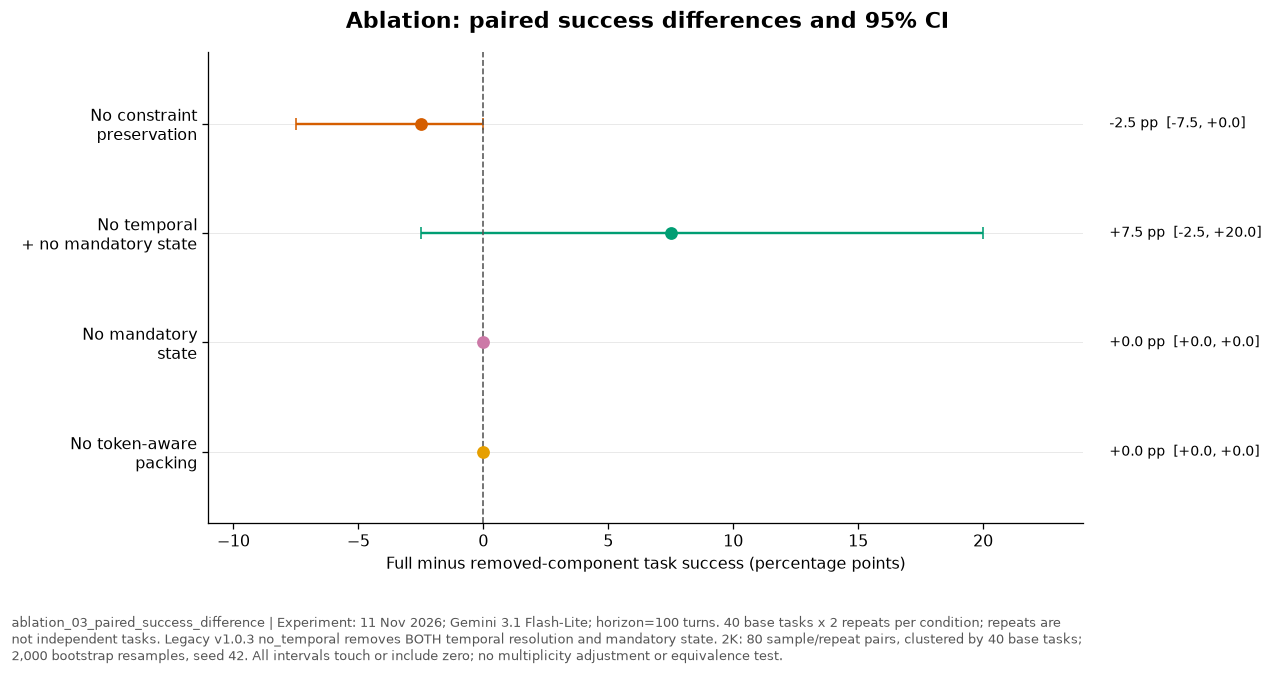 Ablation: paired success differences and 95% CI
No constraint
preservation
-2.5 pp  [-7.5, +0.0]
No temporal
+ no mandatory state
+7.5 pp  [-2.5, +20.0]
No mandatory
state
+0.0 pp  [+0.0, +0.0]
No token-aware
packing
+0.0 pp  [+0.0, +0.0]
−10 −5 0 5 10 15 20
Full minus removed-component task success (percentage points)
ablation_03_paired_success_difference | Experiment: 11 Nov 2026; Gemini 3.1 Flash-Lite; horizon=100 turns. 40 base tasks x 2 repeats per condition; repeats are
not independent tasks. Legacy v1.0.3 no_temporal removes BOTH temporal resolution and mandatory state. 2K: 80 sample/repeat pairs, clustered by 40 base tasks;
2,000 bootstrap resamples, seed 42. All intervals touch or include zero; no multiplicity adjustment or equivalence test.